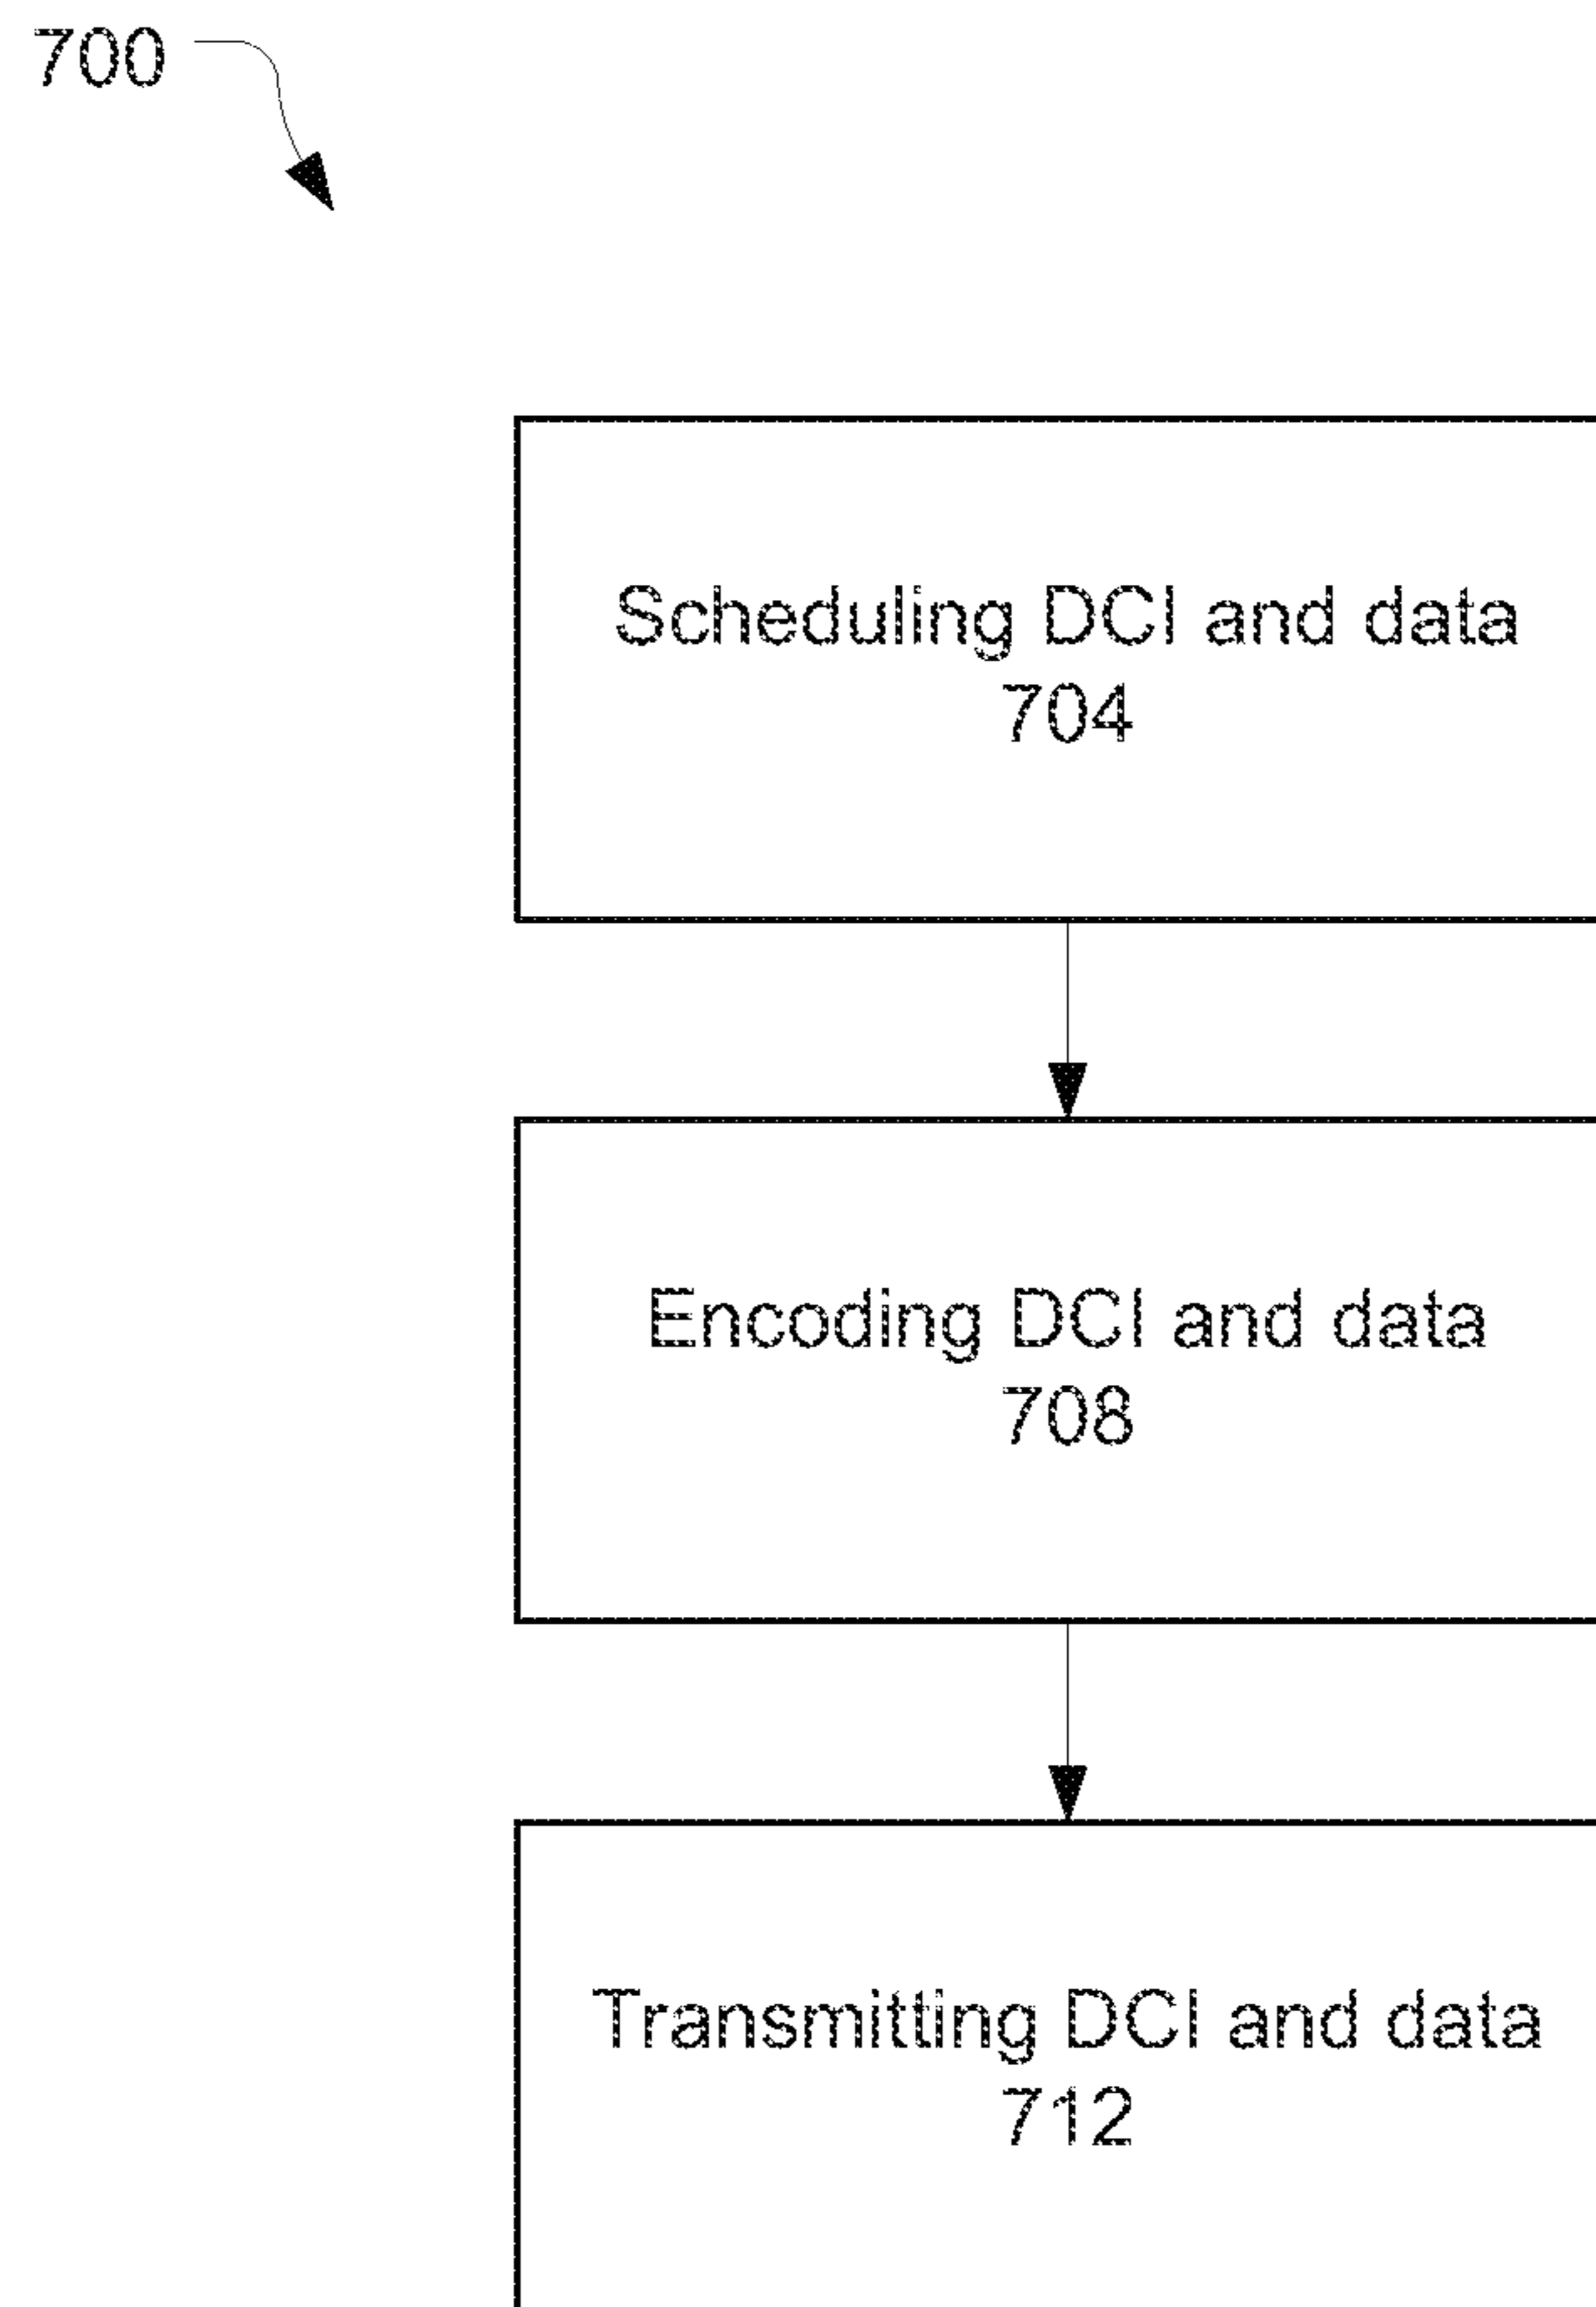 700
Scheduling DCI and data
704
Encoding DCI and data
708
Transmitting DCI and data
712